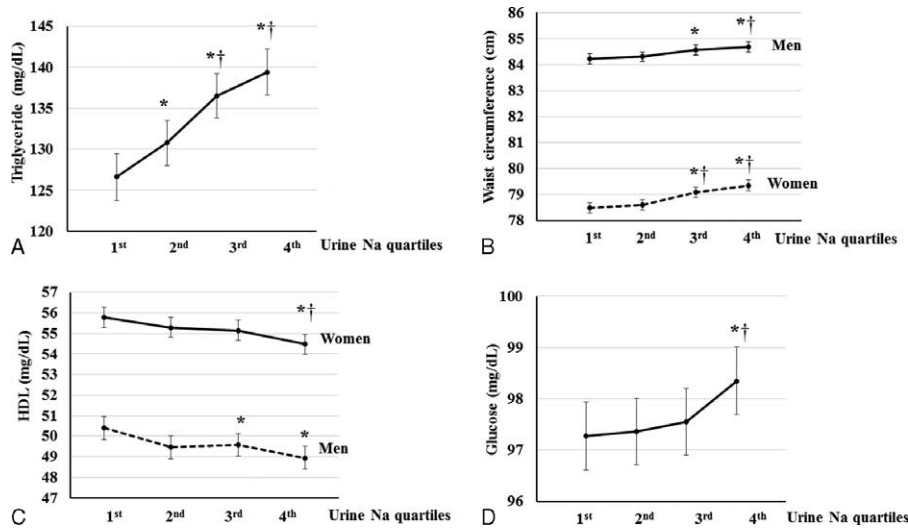 Triglyceride (mg/dL)
145
*†
140
*†
135
*
130
125
120
1st 2nd 3rd 4th Urine Na quartiles
A
Waist circumference (cm)
86
85
*†
*
Men
84
83
82
81
80
*†
*†
Women
79
78
1st 2nd 3rd 4th Urine Na quartiles
B
HDL (mg/dL)
57
56
*†
55
Women
54
53
52
51
50
*
*
49
Men
48
47
1st 2nd 3rd 4th Urine Na quartiles
C
Glucose (mg/dL)
100
*†
99
98
97
96
1st 2nd 3rd 4th Urine Na quartiles
D